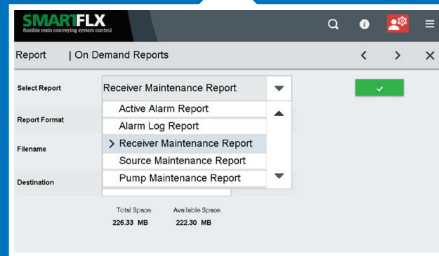 SMARTFLX
flexible resin conveying system control
Report | On Demand Reports
Select Report
Receiver Maintenance Report
Active Alarm Report
Report Format
Alarm Log Report
> Receiver Maintenance Report
Filename
Source Maintenance Report
Destination
Pump Maintenance Report
Total Space Available Space
226.33 MB 222.30 MB